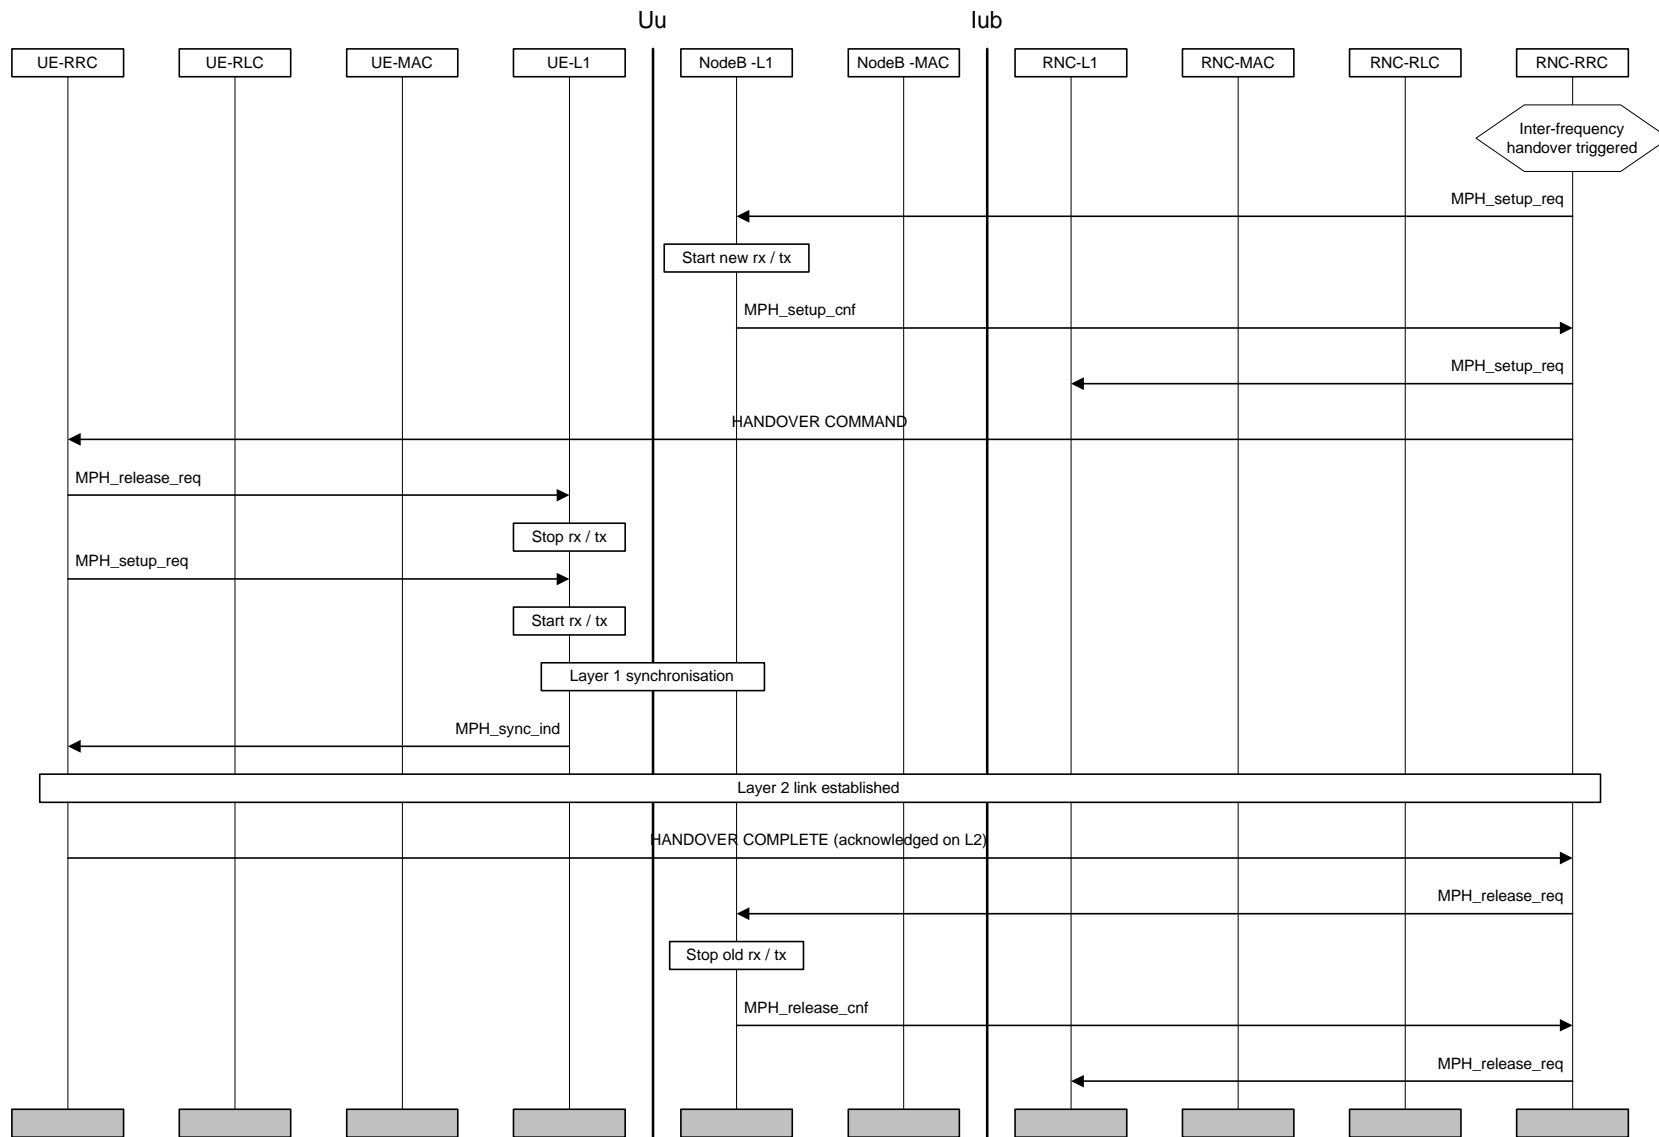 Uu
Iub
UE-RRC
UE-RLC
UE-MAC
UE-L1
NodeB -L1
NodeB -MAC
RNC-L1
RNC-MAC
RNC-RLC
RNC-RRC
Inter-frequency
handover triggered
MPH_setup_req
Start new rx / tx
MPH_setup_cnf
MPH_setup_req
HANDOVER COMMAND
MPH_release_req
Stop rx / tx
MPH_setup_req
Start rx / tx
Layer 1 synchronisation
MPH_sync_ind
Layer 2 link established
HANDOVER COMPLETE (acknowledged on L2)
MPH_release_req
Stop old rx / tx
MPH_release_cnf
MPH_release_req